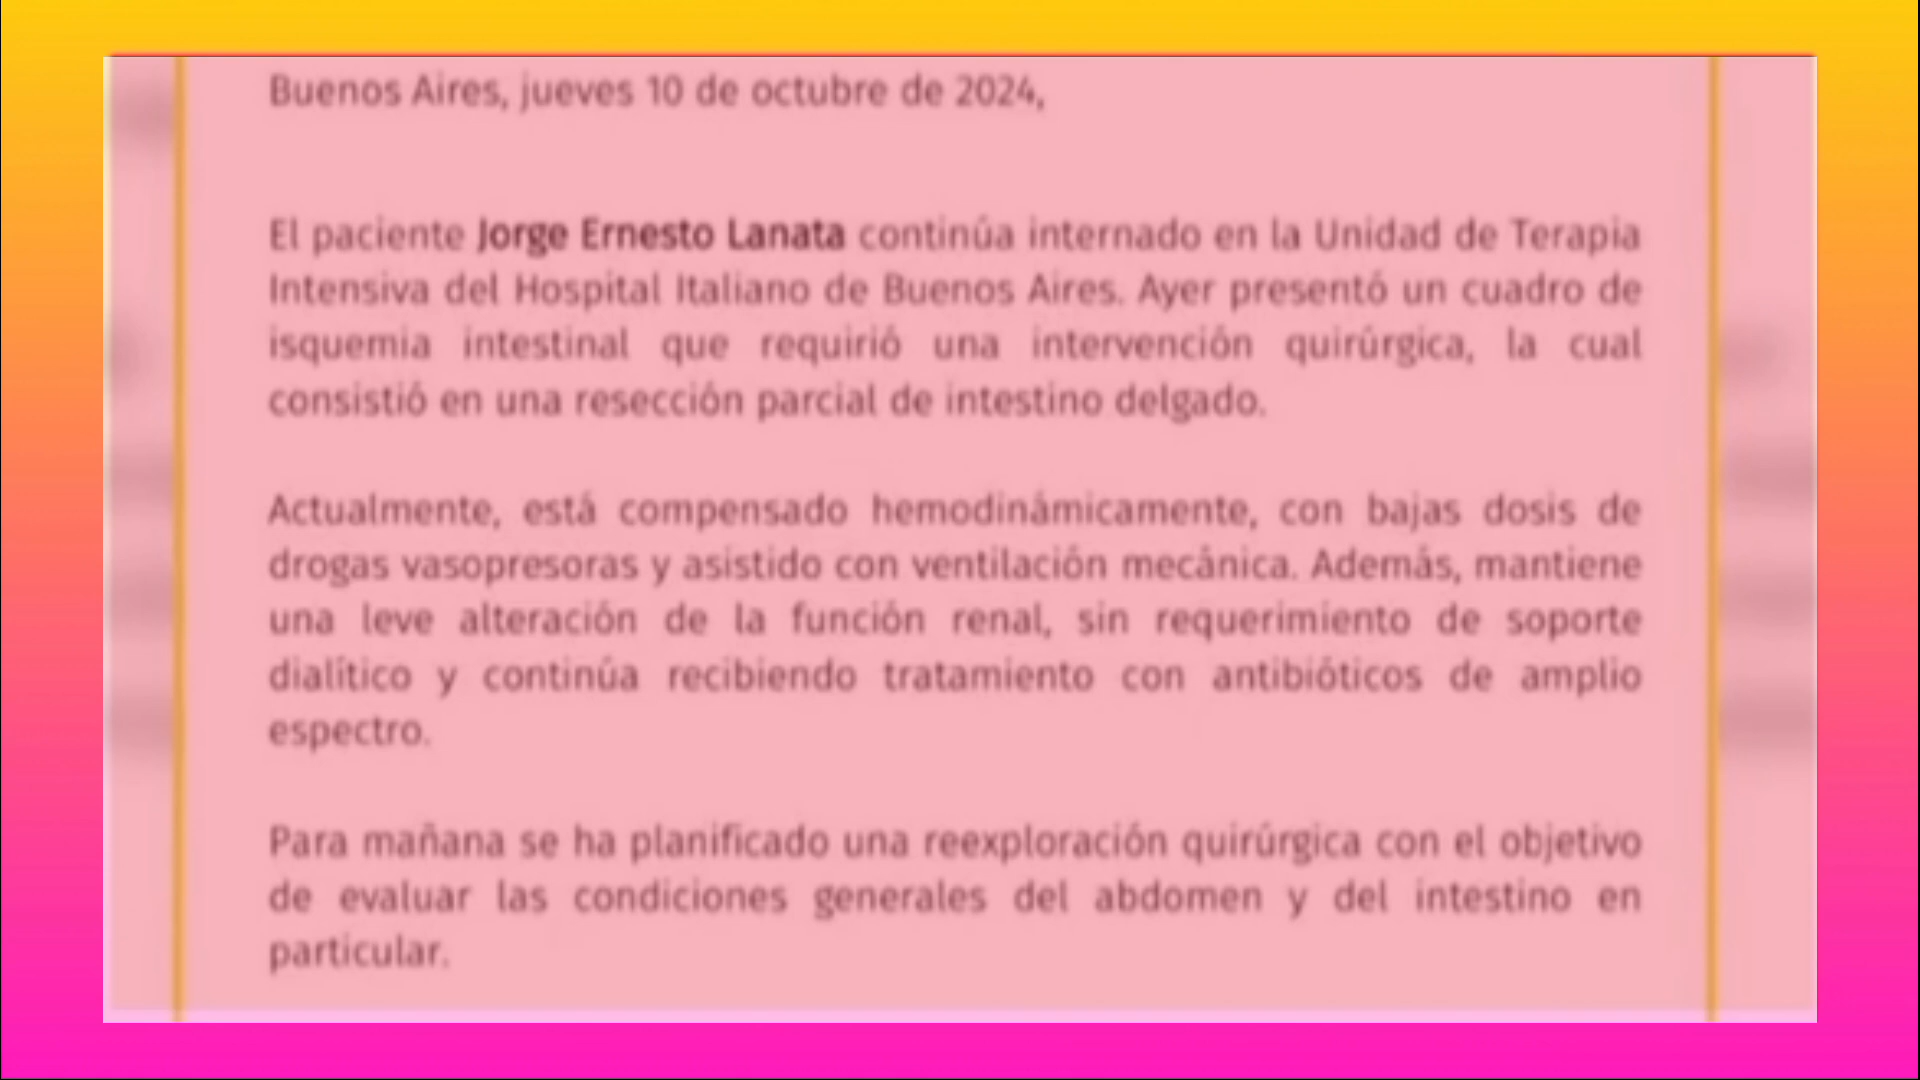 Buenos Aires, jueves 10 de octubre de 2024,
El paciente Jorge Ernesto Lanata continúa internado en la Unidad de Terapia
Intensiva del Hospital Italiano de Buenos Aires. Ayer presentó un cuadro de
isquemia intestinal que requirió una intervención quirúrgica, la cual
consistió en una resección parcial de intestino delgado.
Actualmente, está compensado hemodinámicamente, con bajas dosis de
drogas vasopresoras y asistido con ventilación mecánica. Además, mantiene
una leve alteración de la función renal, sin requerimiento de soporte
dialítico y continúa recibiendo tratamiento con antibióticos de amplio
espectro.
Para mañana se ha planificado una reexploración quirúrgica con el objetivo
de evaluar las condiciones generales del abdomen y del intestino en
particular.